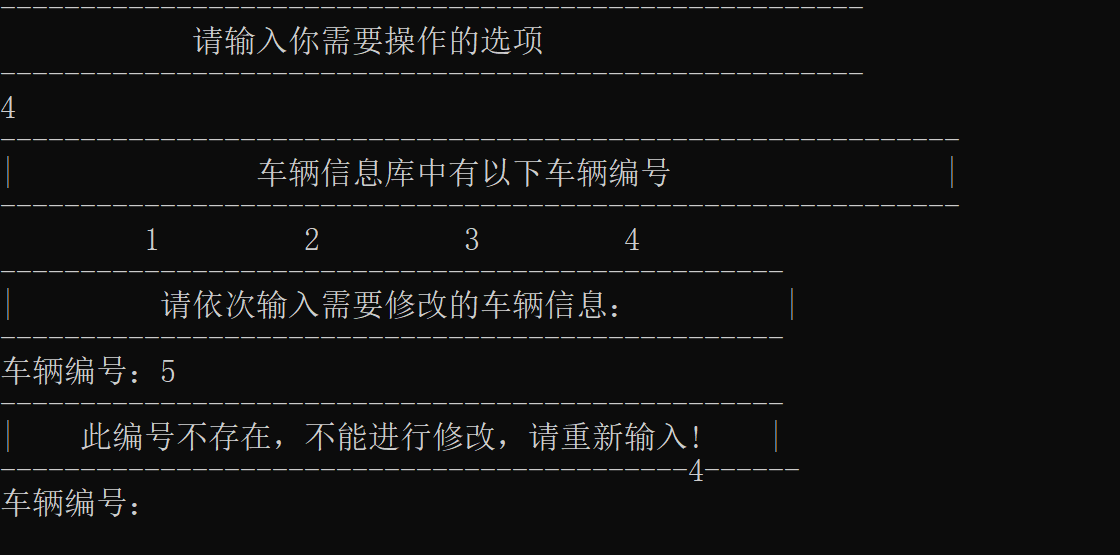 ------------------------------------------------------
请输入你需要操作的选项
------------------------------------------------------
4
------------------------------------------------------------
| 车辆信息库中有以下车辆编号 |
------------------------------------------------------------
1 2 3 4
-------------------------------------------------
| 请依次输入需要修改的车辆信息： |
-------------------------------------------------
车辆编号：5
-------------------------------------------------
| 此编号不存在，不能进行修改，请重新输入！ |
-------------------------------------------4------
车辆编号：